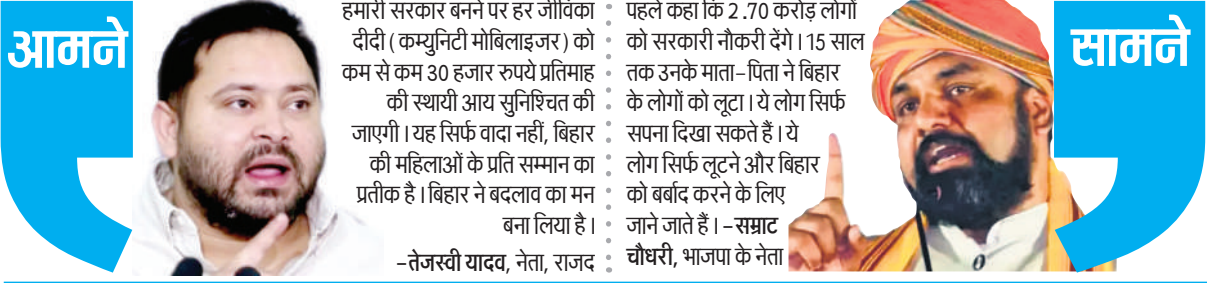 आमने
हमारी सरकार बनने पर हर जीविका
दीदी ( कम्युनिटी मोबिलाइजर ) को
कम से कम 30 हजार रुपये प्रतिमाह
की स्थायी आय सुनिश्चित की
जाएगी । यह सिर्फ वादा नहीं, बिहार
की महिलाओं के प्रति सम्मान का
प्रतीक है । बिहार ने बदलाव का मन
बना लिया है ।
–तेजस्वी यादव, नेता, राजद
पहले कहा कि 2.70 करोड़ लोगों
को सरकारी नौकरी देंगे । 15 साल
तक उनके माता-पिता ने बिहार
के लोगों को लूटा । ये लोग सिर्फ
सपना दिखा सकते हैं । ये
लोग सिर्फ लूटने और बिहार
को बर्बाद करने के लिए
जाने जाते हैं । –सम्राट
चौधरी, भाजपा के नेता
सामने